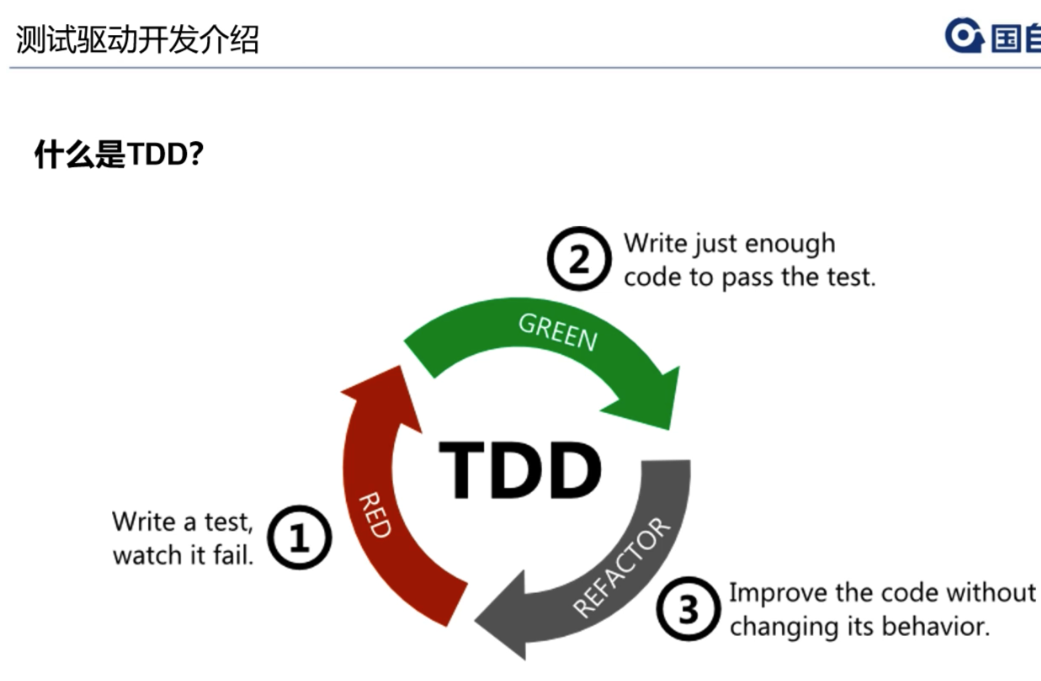 测试驱动开发介绍
国自
什么是TDD?
2
Write just enough
code to pass the test.
GREEN
TDD
RED
1
Write a test,
watch it fail.
REFACTOR
3
Improve the code without
changing its behavior.